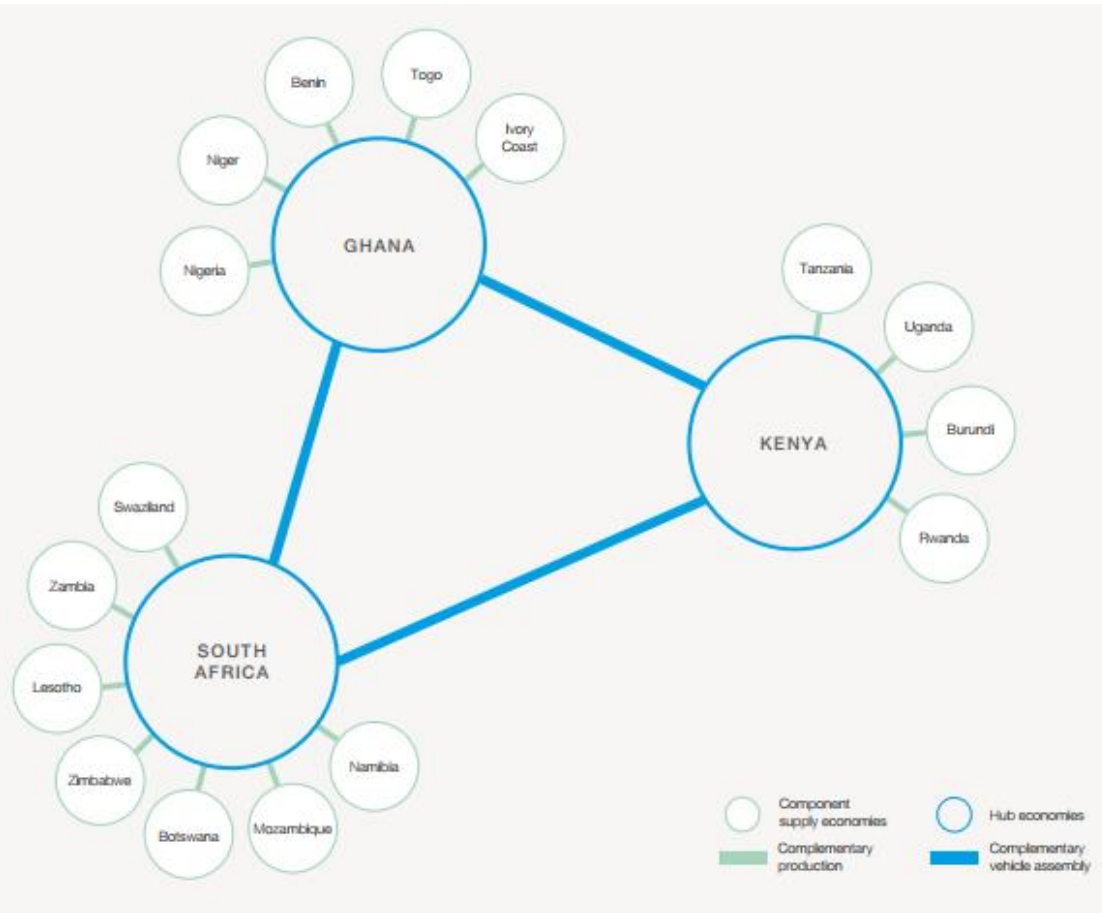 Benin
Togo
Ivory
Coast
Niger
Nigeria
GHANA
Tanzania
Uganda
Burundi
Rwanda
KENYA
Swaziland
Zambia
Lesotho
Zimbabwe
Botswana
Mozambique
Namibia
SOUTH
AFRICA
Component
supply economies
Hub economies
Complementary
production
Complementary
vehicle assembly